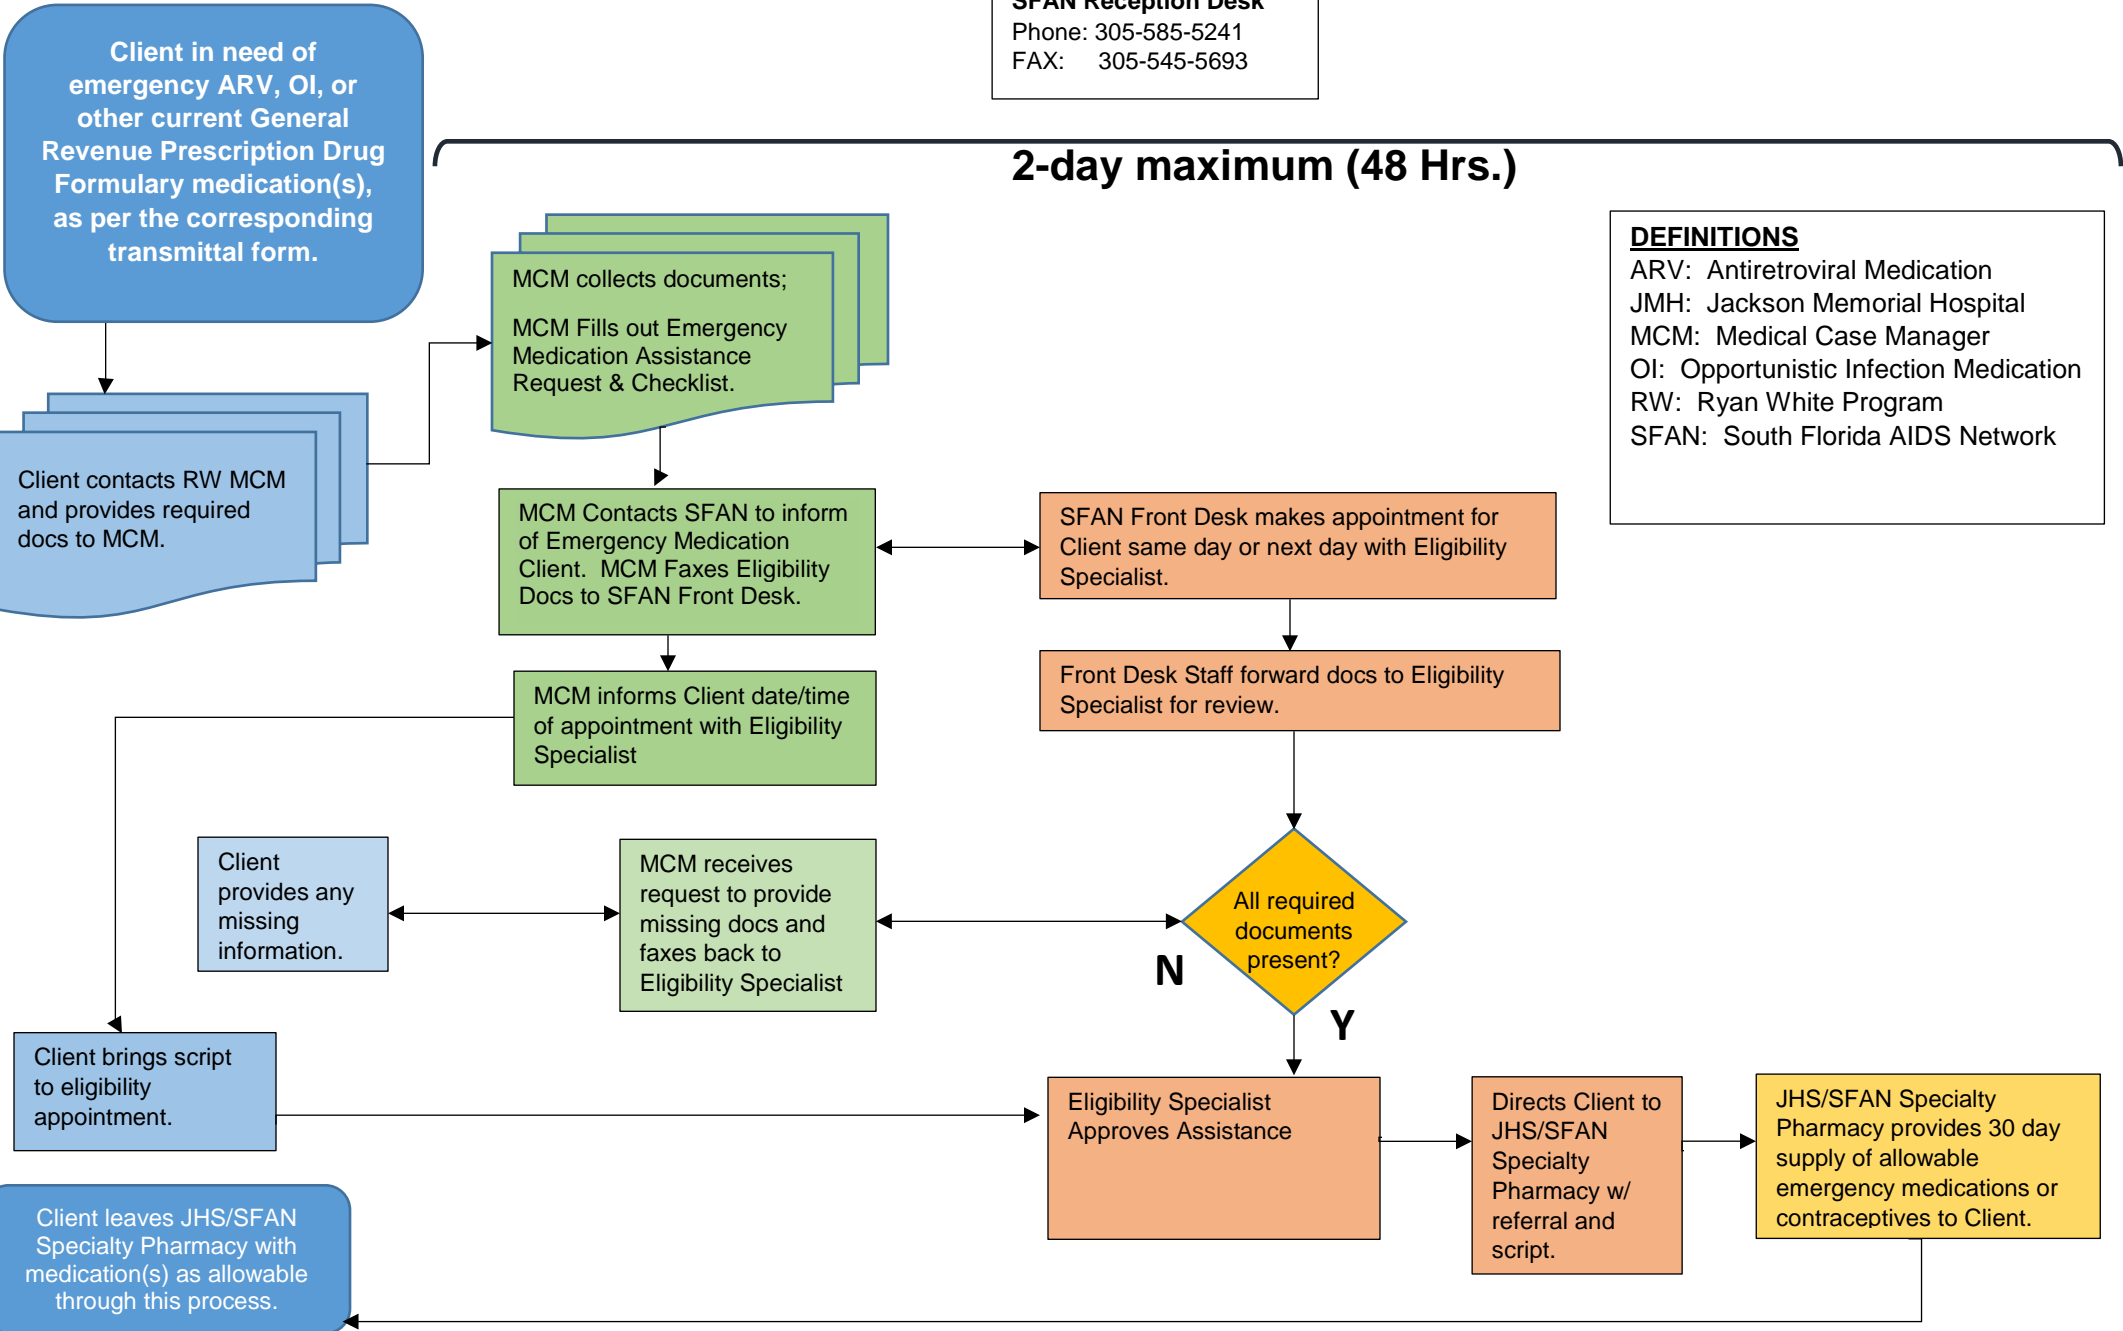 SFAN Reception Desk
Phone: 305-585-5241
FAX: 305-545-5693
Client in need of
emergency ARV, OI, or
other current General
Revenue Prescription Drug
Formulary medication(s),
as per the corresponding
transmittal form.
2-day maximum (48 Hrs.)
DEFINITIONS
ARV: Antiretroviral Medication
JMH: Jackson Memorial Hospital
MCM: Medical Case Manager
OI: Opportunistic Infection Medication
RW: Ryan White Program
SFAN: South Florida AIDS Network
MCM collects documents;
MCM Fills out Emergency
Medication Assistance
Request & Checklist.
Client contacts RW MCM
and provides required
docs to MCM.
MCM Contacts SFAN to inform
of Emergency Medication
Client. MCM Faxes Eligibility
Docs to SFAN Front Desk.
SFAN Front Desk makes appointment for
Client same day or next day with Eligibility
Specialist.
MCM informs Client date/time
of appointment with Eligibility
Specialist
Front Desk Staff forward docs to Eligibility
Specialist for review.
Client
provides any
missing
information.
MCM receives
request to provide
missing docs and
faxes back to
Eligibility Specialist
All required
documents
present?
N
Y
Client brings script
to eligibility
appointment.
Eligibility Specialist
Approves Assistance
Directs Client to
JHS/SFAN
Specialty
Pharmacy w/
referral and
script.
JHS/SFAN Specialty
Pharmacy provides 30 day
supply of allowable
emergency medications or
contraceptives to Client.
Client leaves JHS/SFAN
Specialty Pharmacy with
medication(s) as allowable
through this process.